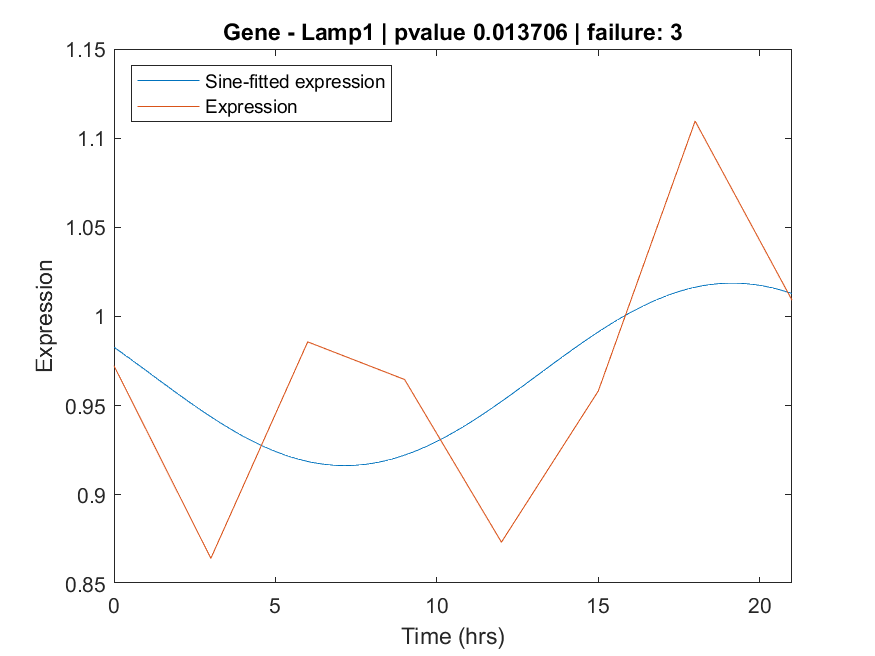 Gene - Lamp1 | pvalue 0.013706 | failure: 3
1.15
Sine-fitted expression
Expression
1.1
1.05
1
0.95
0.9
0.85
Expression
0 5 10 15 20
Time (hrs)